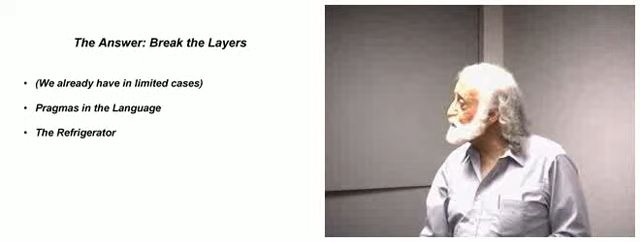 The Answer: Break the Layers
• (We already have in limited cases)
• Pragmas in the Language
• The Refrigerator